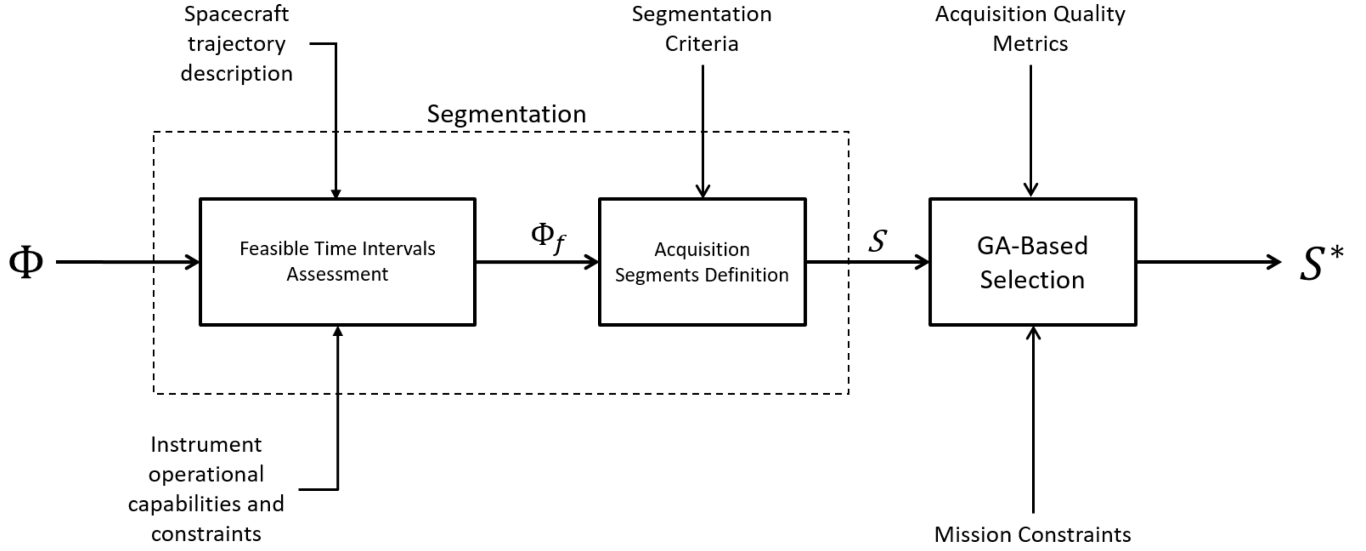 Spacecraft
trajectory
description
Segmentation
Criteria
Acquisition Quality
Metrics
Segmentation
Φ
Feasible Time Intervals
Assessment
Φ_f
Acquisition
Segments Definition
S
GA-Based
Selection
S*
Instrument
operational
capabilities and
constraints
Mission Constraints